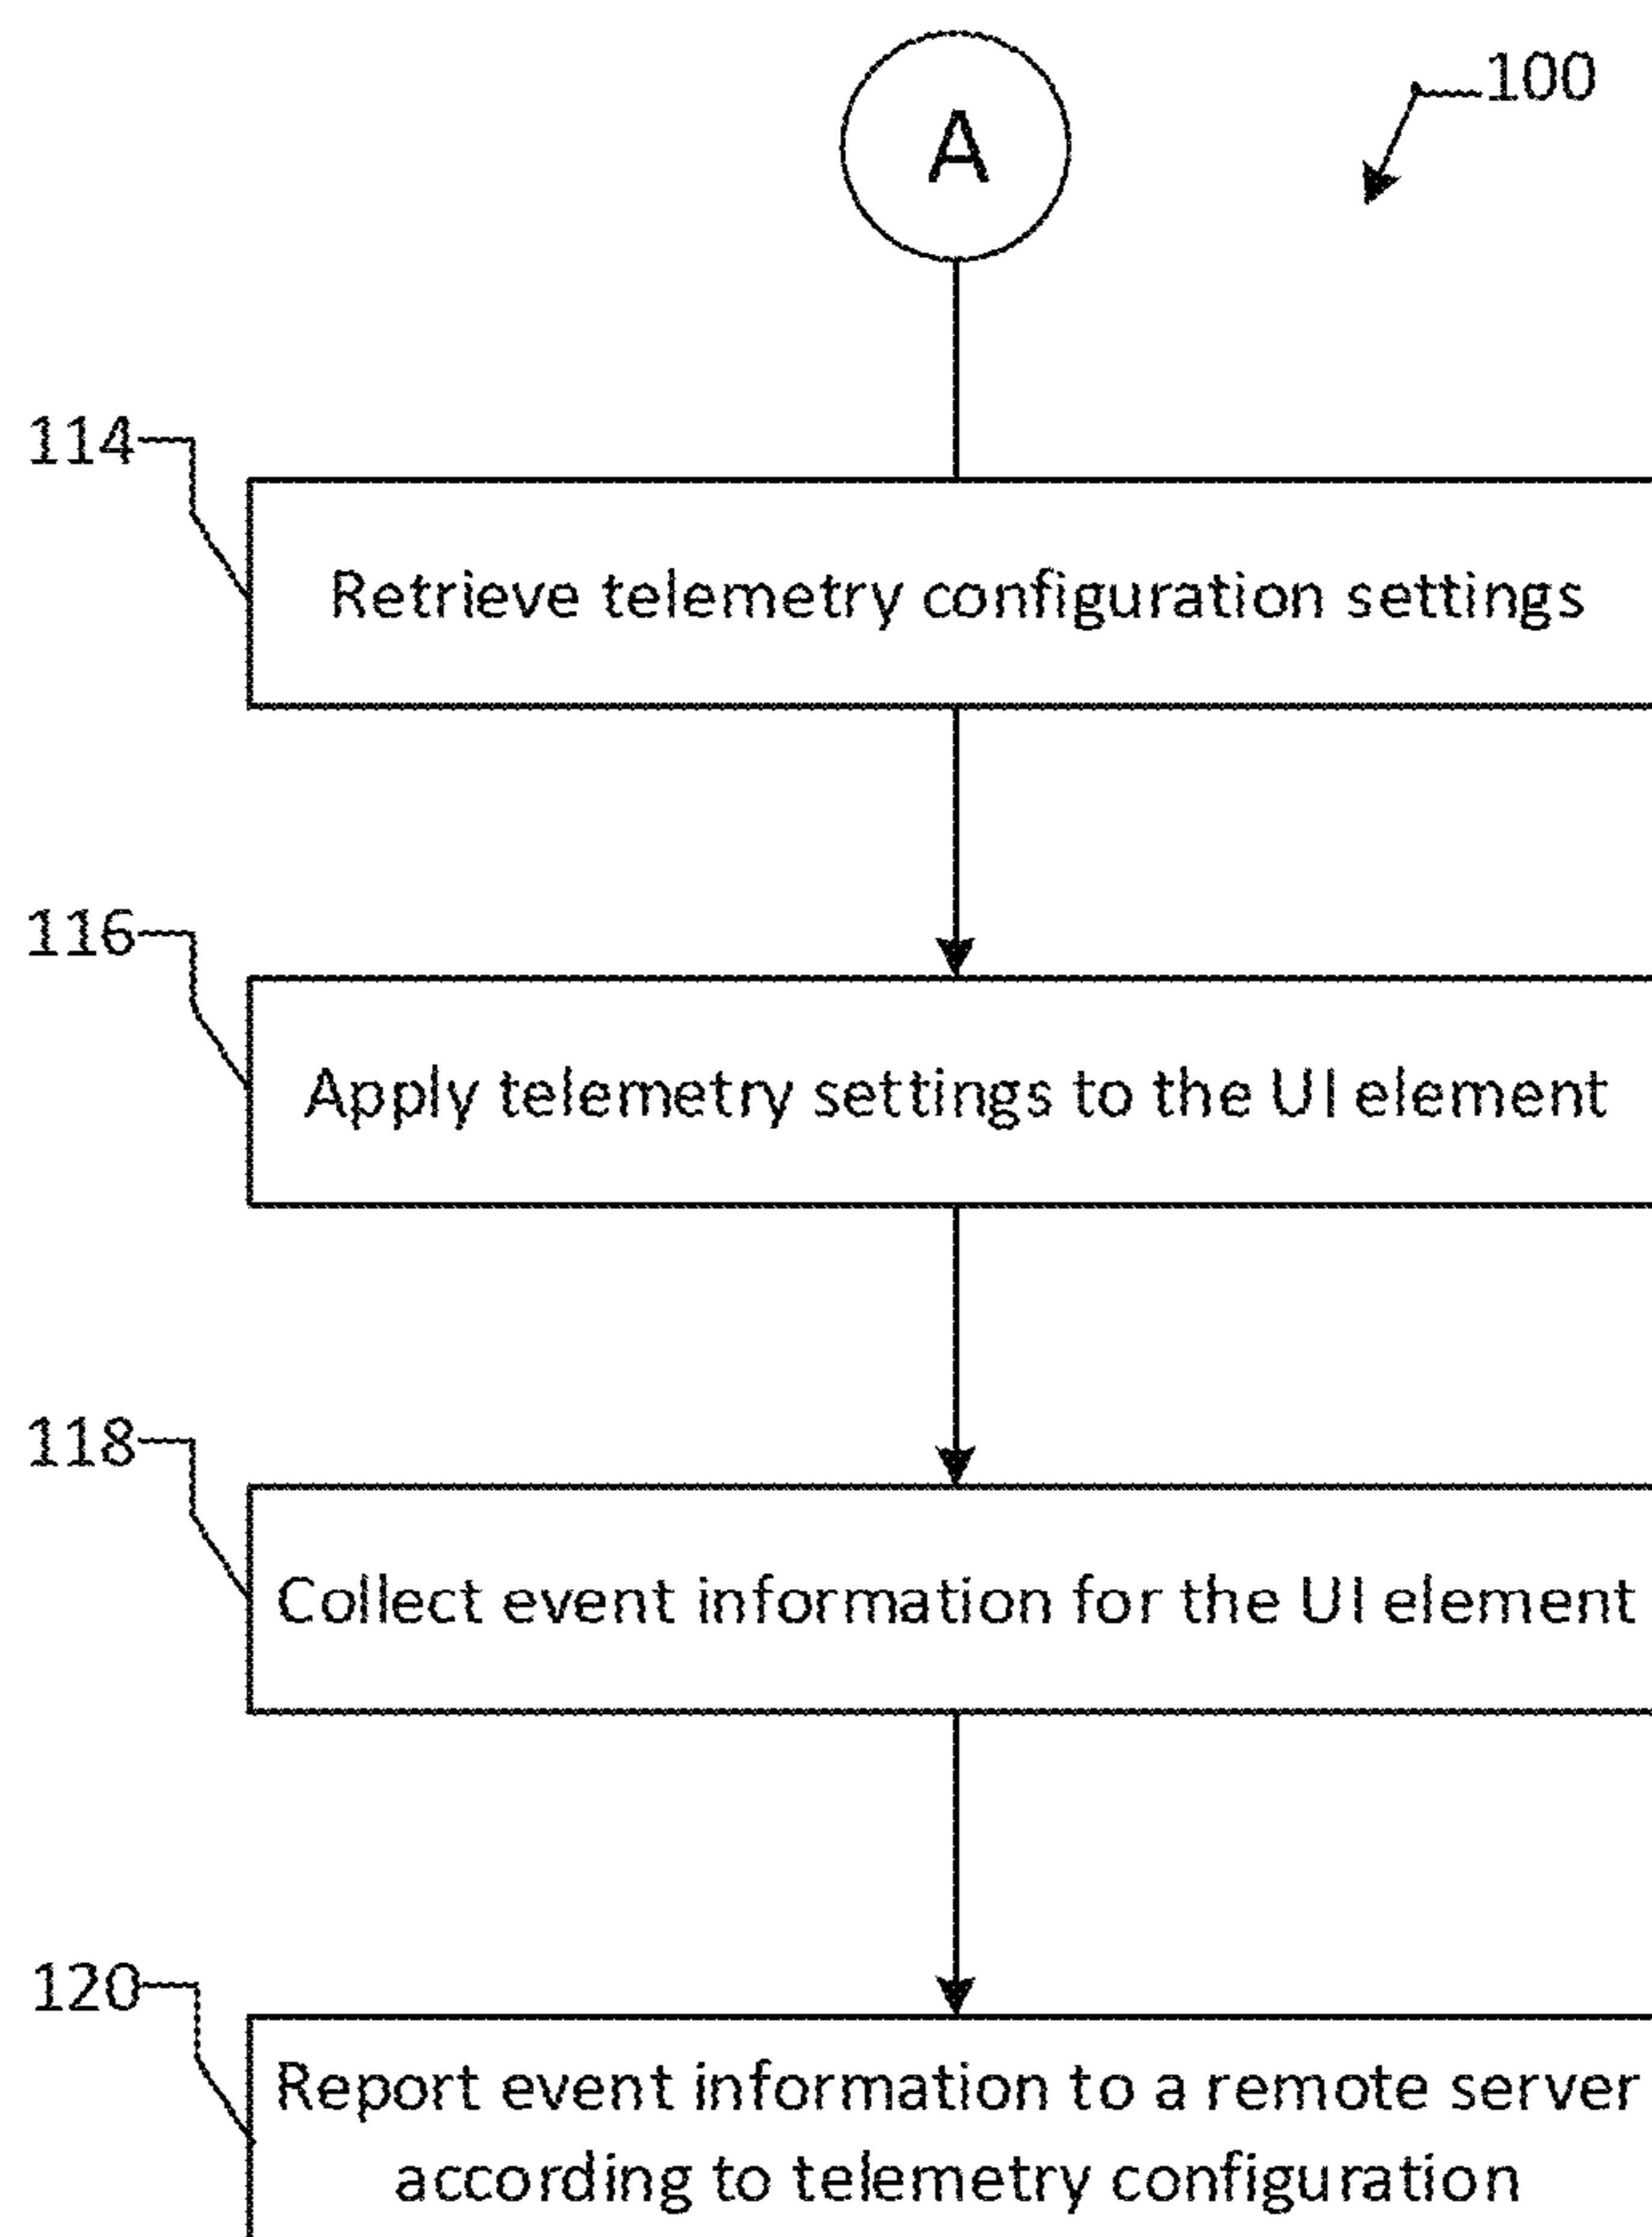 A
100
114
Retrieve telemetry configuration settings
116
Apply telemetry settings to the UI element
118
Collect event information for the UI element
120
Report event information to a remote server
according to telemetry configuration